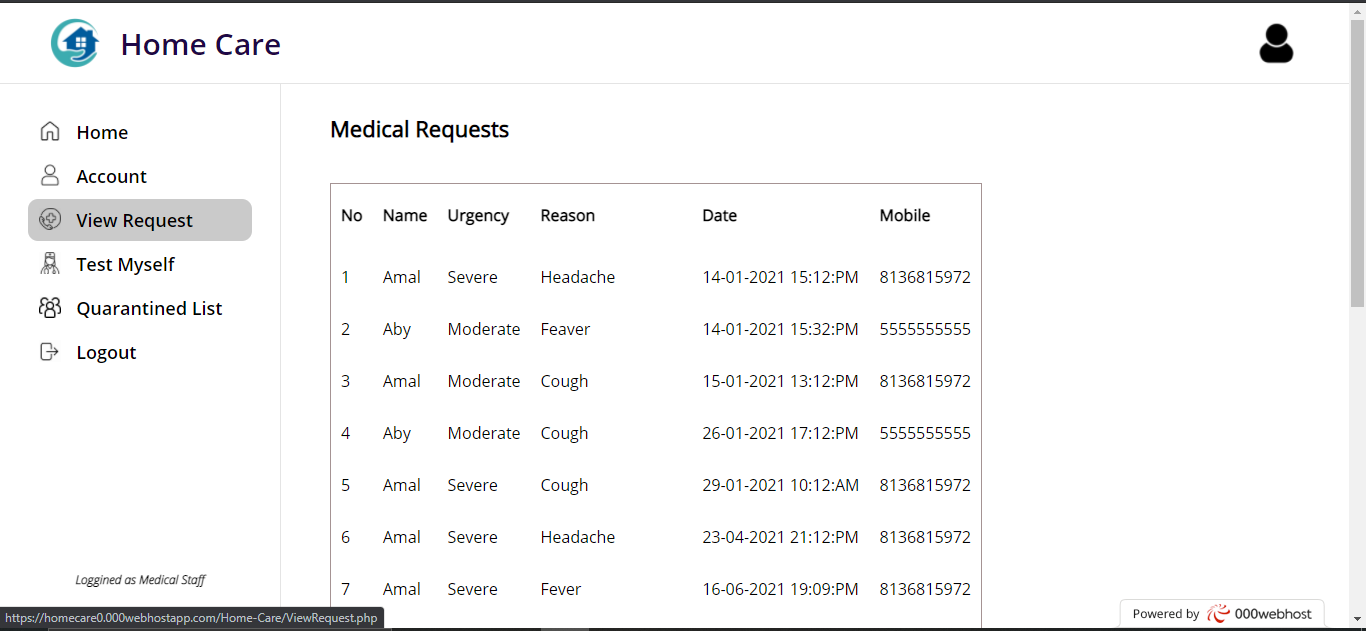 Home Care
Home
Account
View Request
Test Myself
Quarantined List
Logout
Loggined as Medical Staff
Medical Requests
No Name Urgency Reason Date Mobile
1 Amal Severe Headache 14-01-2021 15:12:PM 8136815972
2 Aby Moderate Feaver 14-01-2021 15:32:PM 5555555555
3 Amal Moderate Cough 15-01-2021 13:12:PM 8136815972
4 Aby Moderate Cough 26-01-2021 17:12:PM 5555555555
5 Amal Severe Cough 29-01-2021 10:12:AM 8136815972
6 Amal Severe Headache 23-04-2021 21:12:PM 8136815972
7 Amal Severe Fever 16-06-2021 19:09:PM 8136815972
https://homecare0.000webhostapp.com/Home-Care/ViewRequest.php
Powered by 000webhost